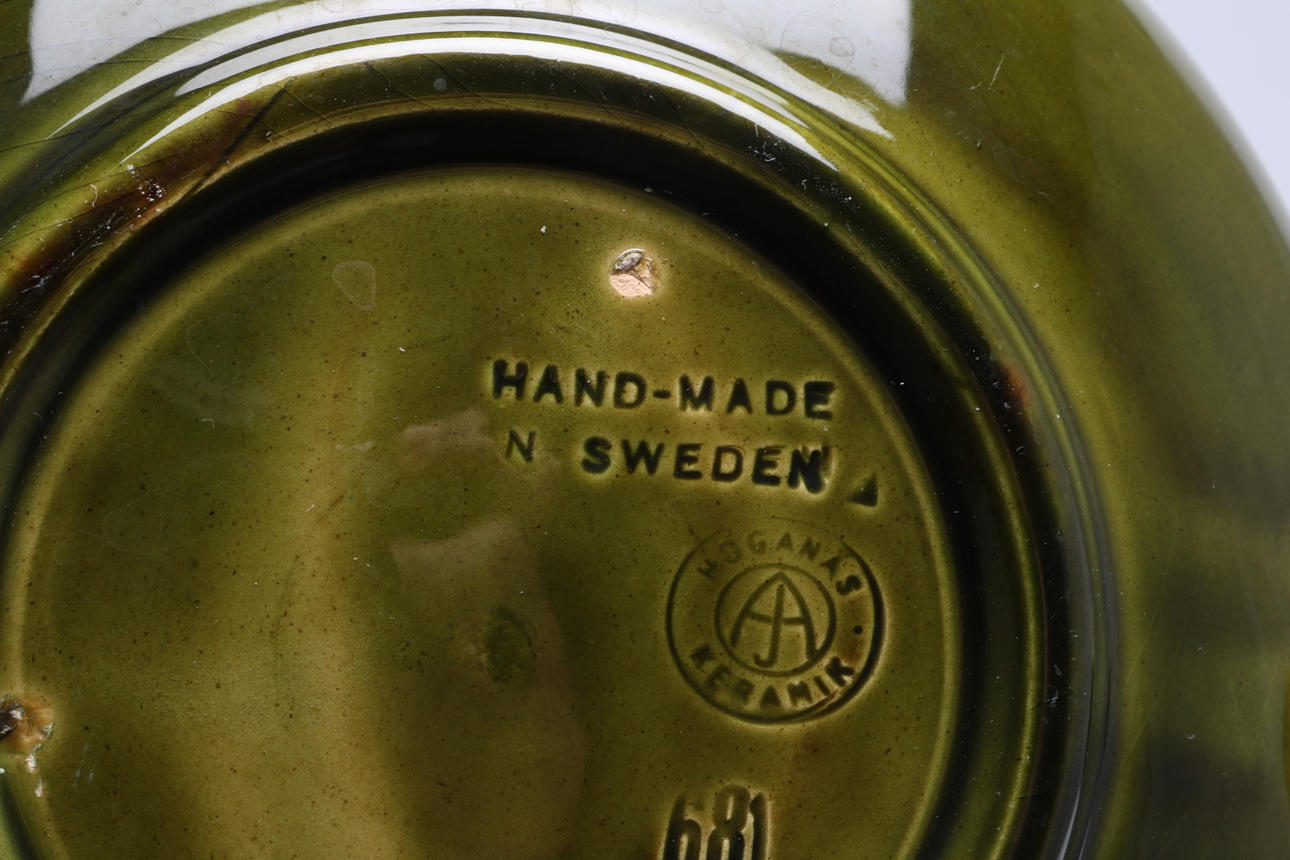 HAND-MADE
N SWEDEN
HÖGANÄS
AJ
KERAMIK
681